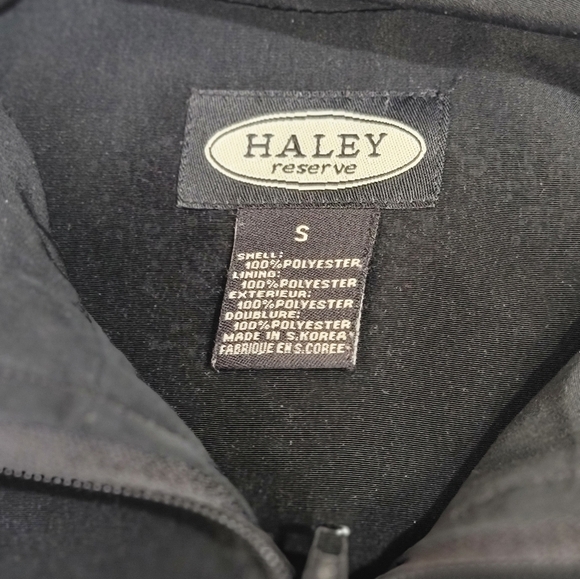 HALEY
reserve
S
SHELL:
100%POLYESTER
LINING:
100%POLYESTER
EXTERIEUR:
100%POLYESTER
DOUBLURE:
100%POLYESTER
MADE IN S.KOREA
FABRIQUE EN S.COREE